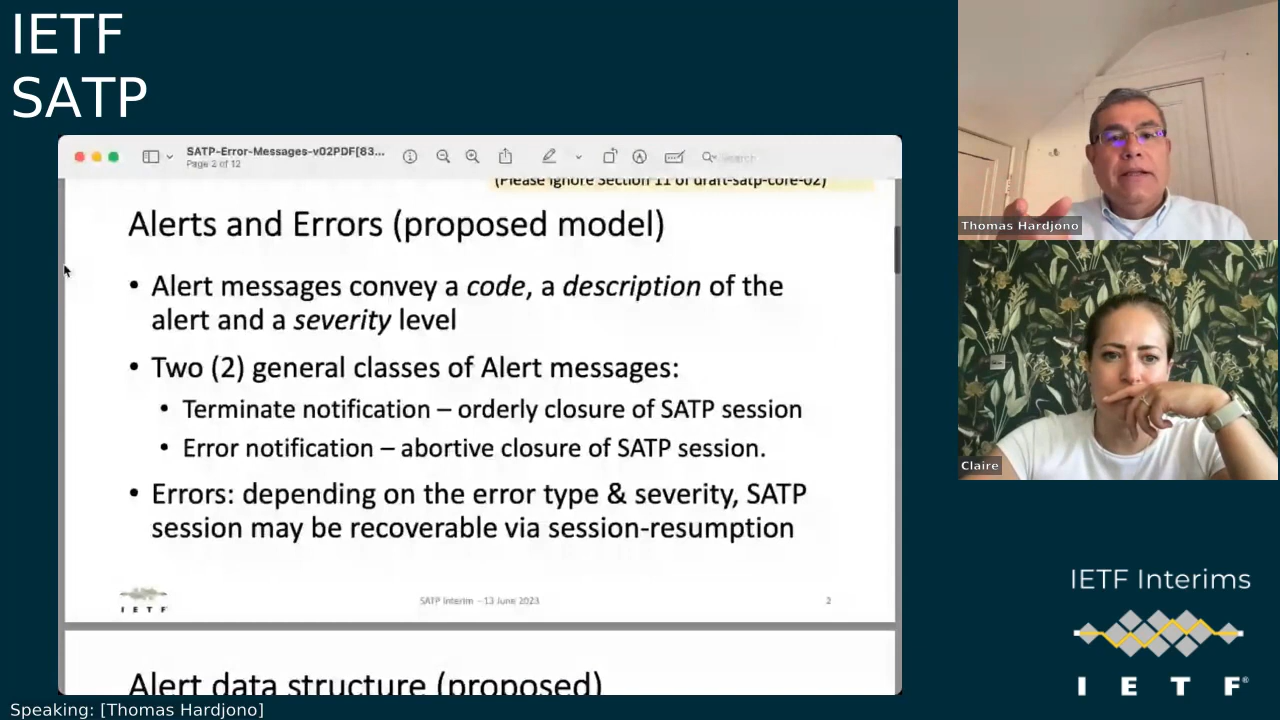 IETF
SATP
SATP-Error-Messages-v02PDF[83...
Page 2 of 12
Search
(Please ignore Section 11 of draft-satp-core-02)
Alerts and Errors (proposed model)
• Alert messages convey a code, a description of the
alert and a severity level
• Two (2) general classes of Alert messages:
• Terminate notification – orderly closure of SATP session
• Error notification – abortive closure of SATP session.
• Errors: depending on the error type & severity, SATP
session may be recoverable via session-resumption
I E T F
SATP Interim – 13 June 2023
2
Alert data structure (proposed)
Thomas Hardjono
Claire
IETF Interims
I E T F®
Speaking: [Thomas Hardjono]